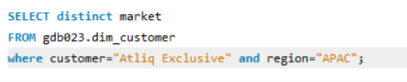 SELECT distinct market
FROM gdb023.dim_customer
where customer="Atliq Exclusive" and region="APAC";